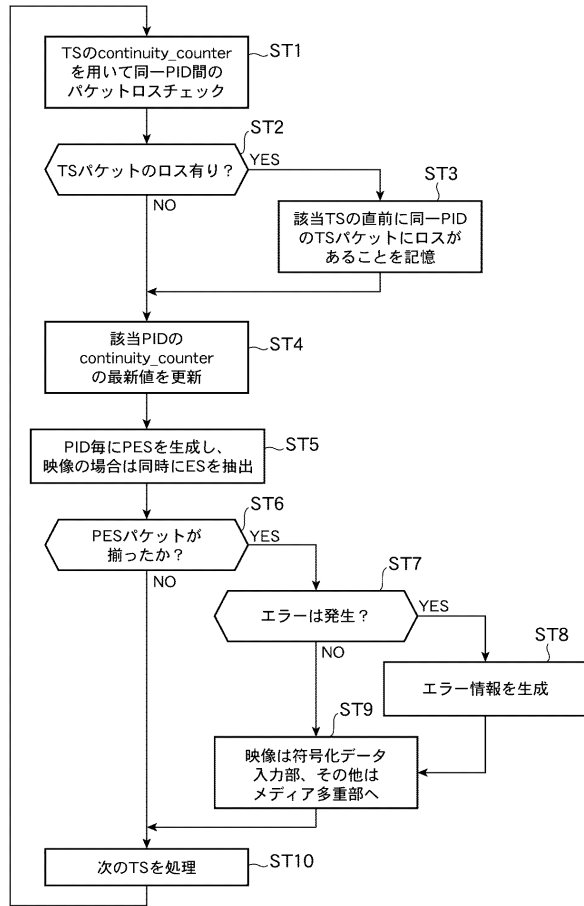 TSのcontinuity_counter
を用いて同一PID間の
パケットロスチェック
ST1
TSパケットのロス有り？
ST2
YES
NO
該当TSの直前に同一PID
のTSパケットにロスが
あることを記憶
ST3
該当PIDの
continuity_counter
の最新値を更新
ST4
PID毎にPESを生成し、
映像の場合は同時にESを抽出
ST5
PESパケットが
揃ったか？
ST6
YES
NO
エラーは発生？
ST7
YES
NO
エラー情報を生成
ST8
映像は符号化データ
入力部、その他は
メディア多重部へ
ST9
次のTSを処理
ST10